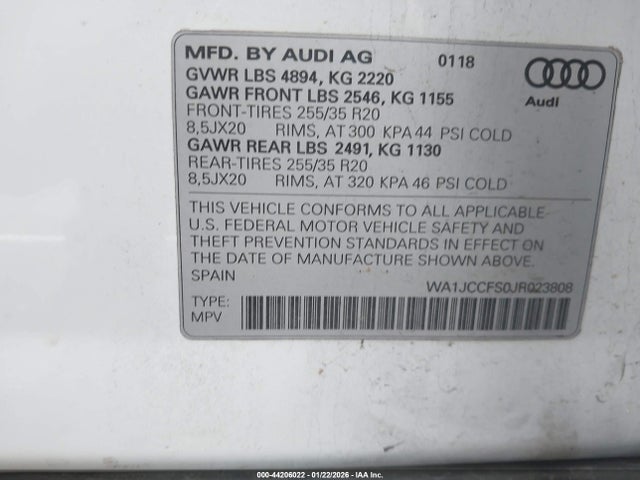 MFD. BY AUDI AG 0118
GVWR LBS 4894, KG 2220
GAWR FRONT LBS 2546, KG 1155
FRONT-TIRES 255/35 R20
8,5JX20 RIMS, AT 300 KPA 44 PSI COLD
GAWR REAR LBS 2491, KG 1130
REAR-TIRES 255/35 R20
8,5JX20 RIMS, AT 320 KPA 46 PSI COLD
Audi
THIS VEHICLE CONFORMS TO ALL APPLICABLE
U.S. FEDERAL MOTOR VEHICLE SAFETY AND
THEFT PREVENTION STANDARDS IN EFFECT ON
THE DATE OF MANUFACTURE SHOWN ABOVE.
SPAIN
WA1JCCFS0JR023808
TYPE:
MPV
000-44206022 - 01/22/2026 - IAA Inc.